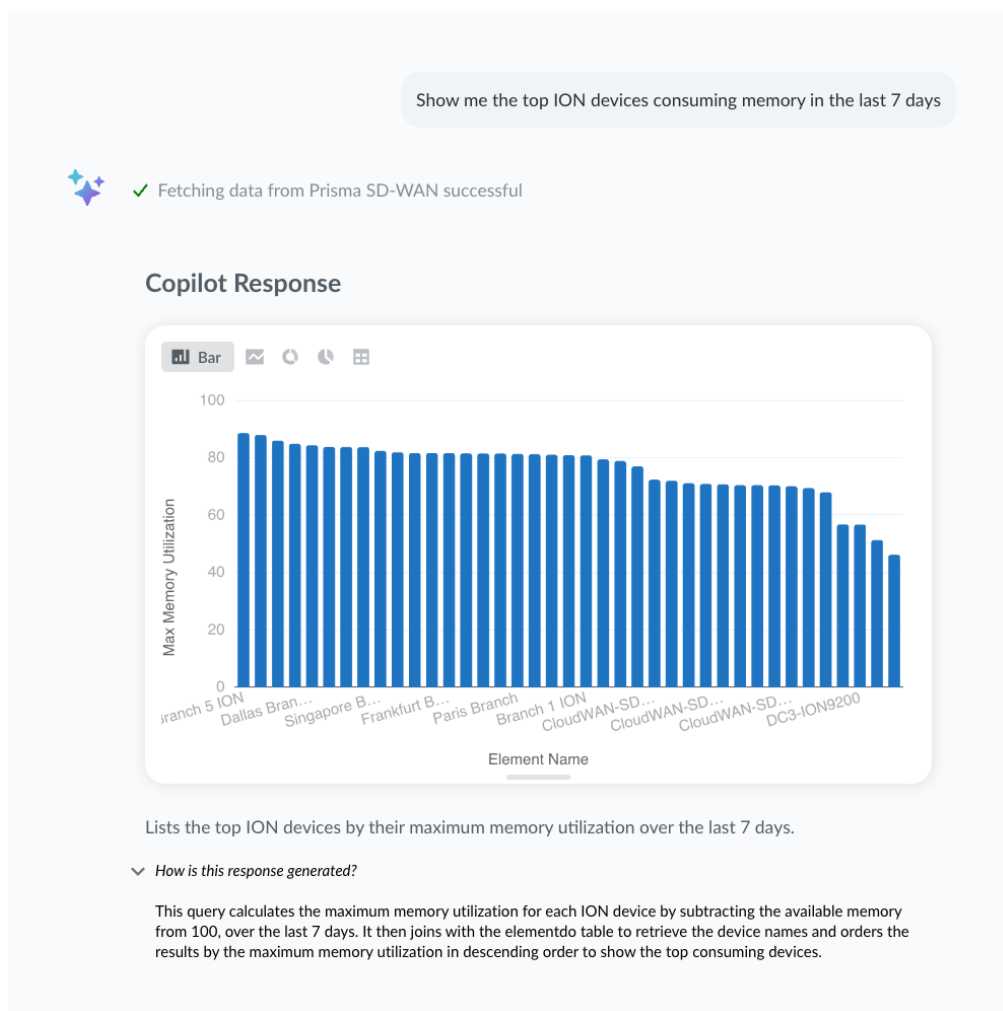 Show me the top ION devices consuming memory in the last 7 days
Fetching data from Prisma SD-WAN successful
Copilot Response
Bar
100
80
60
40
20
0
Max Memory Utilization
ranch 5 ION
Dallas Bran...
Singapore B...
Frankfurt B...
Paris Branch
Branch 1 ION
CloudWAN-SD...
CloudWAN-SD...
CloudWAN-SD...
DC3-ION9200
Element Name
Lists the top ION devices by their maximum memory utilization over the last 7 days.
How is this response generated?
This query calculates the maximum memory utilization for each ION device by subtracting the available memory
from 100, over the last 7 days. It then joins with the elementdo table to retrieve the device names and orders the
results by the maximum memory utilization in descending order to show the top consuming devices.